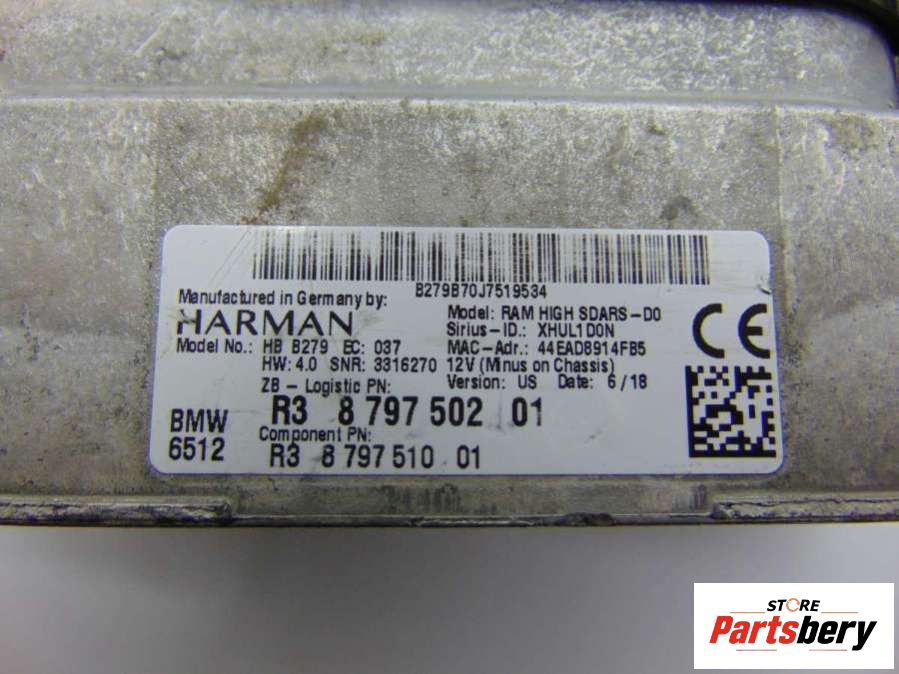 B279B70J7519534
Manufactured in Germany by:
HARMAN
Model: RAM HIGH SDARS-D0
Sirius-ID.: XHUL1D0N
Model No.: HB B279 EC: 037
MAC-Adr.: 44EAD8914FB5
HW: 4.0 SNR: 3316270
12V (Minus on Chassis)
ZB - Logistic PN:
Version: US Date: 6/18
R3 8 797 502 01
BMW
6512
Component PN:
R3 8 797 510 01
CE
STORE
Partsbery